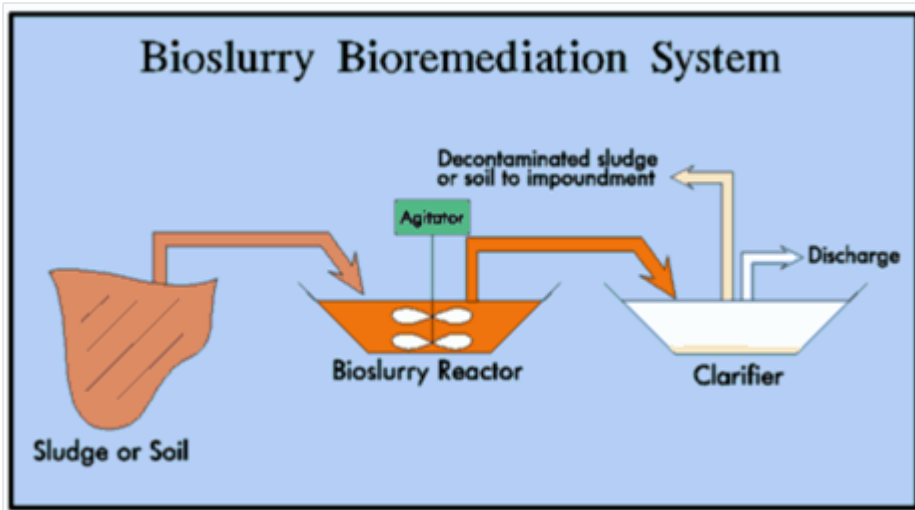 Bioslurry Bioremediation System
Decontaminated sludge
or soil to impoundment
Agitator
Discharge
Bioslurry Reactor
Clarifier
Sludge or Soil